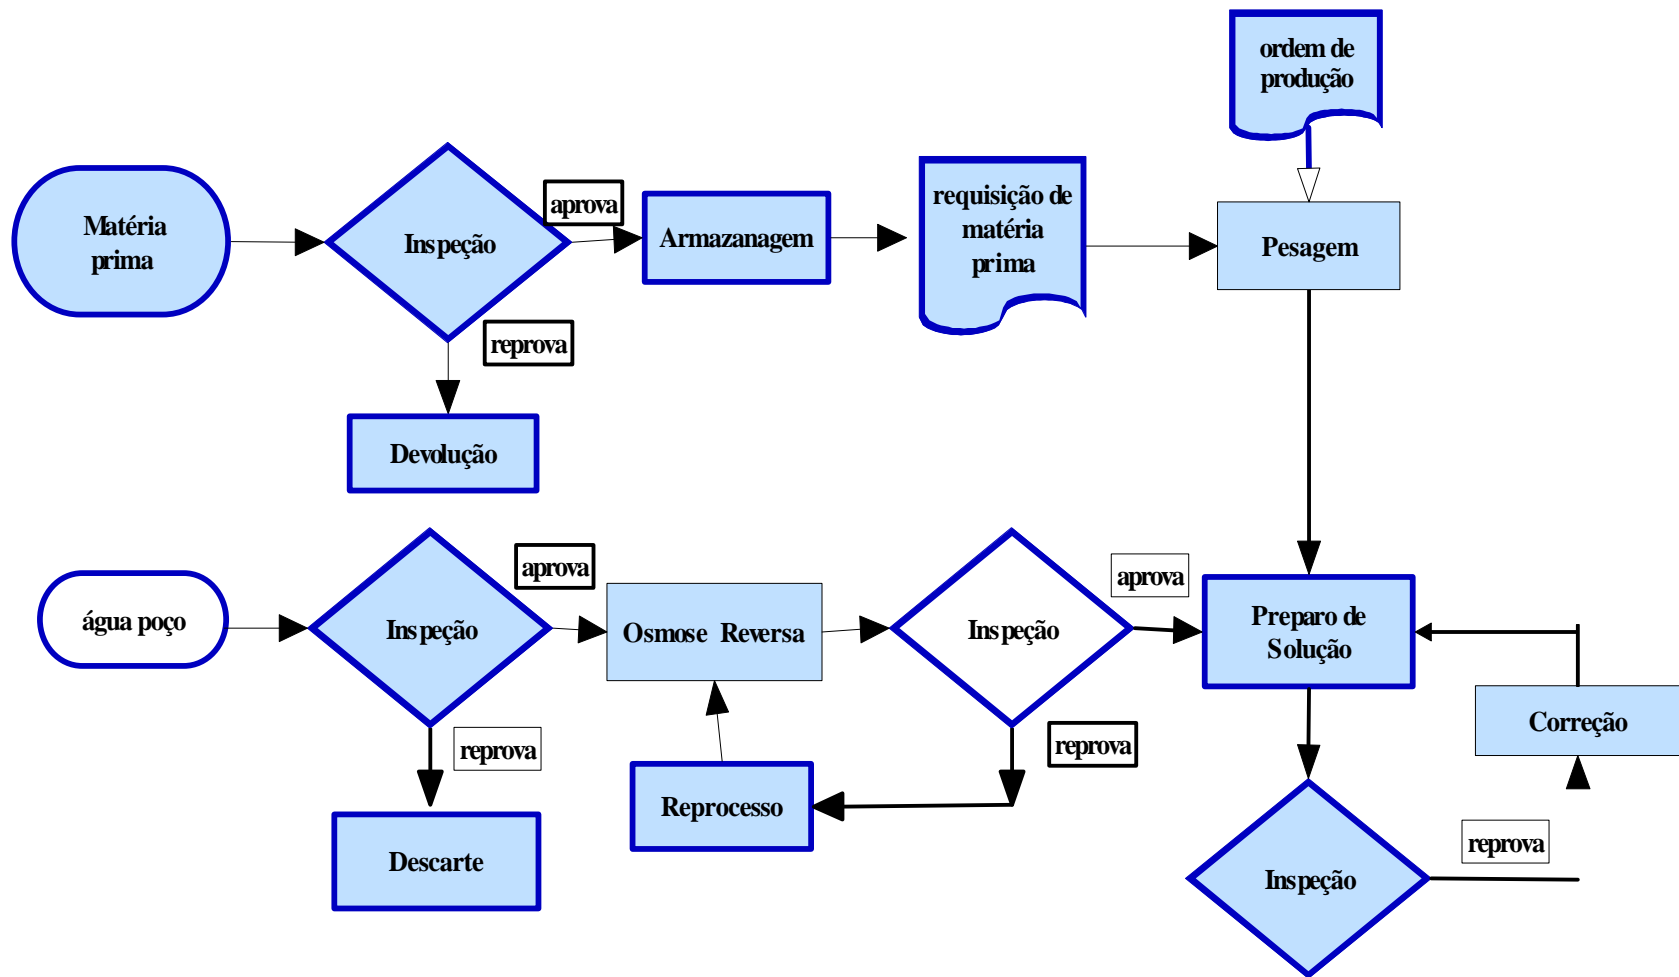 ordem de
produção
Matéria
prima
Inspeção
aprova
Armazanagem
requisição de
matéria
prima
Pesagem
reprova
Devolução
água poço
Inspeção
aprova
Osmose Reversa
Inspeção
aprova
Preparo de
Solução
reprova
Descarte
Reprocesso
reprova
Correção
Inspeção
reprova